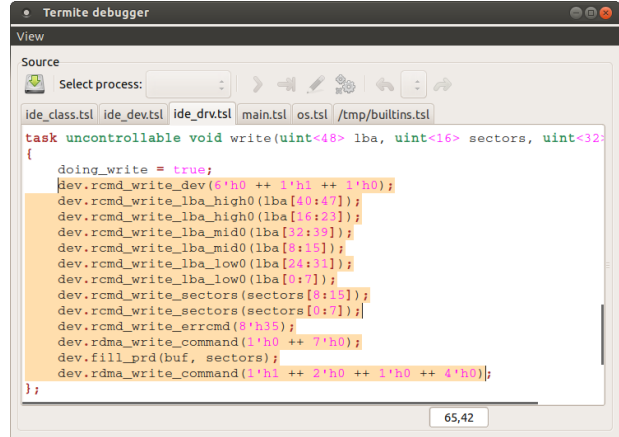 Termite debugger
View
Source
Select process:
ide_class.tsl ide_dev.tsl ide_drv.tsl main.tsl os.tsl /tmp/builtins.tsl
task uncontrollable void write(uint<48> lba, uint<16> sectors, uint<32>
{
    doing_write = true;
    dev.rcmd_write_dev(6'h0 ++ 1'h1 ++ 1'h0);
    dev.rcmd_write_lba_high0(lba[40:47]);
    dev.rcmd_write_lba_high0(lba[16:23]);
    dev.rcmd_write_lba_mid0(lba[32:39]);
    dev.rcmd_write_lba_mid0(lba[8:15]);
    dev.rcmd_write_lba_low0(lba[24:31]);
    dev.rcmd_write_lba_low0(lba[0:7]);
    dev.rcmd_write_sectors(sectors[8:15]);
    dev.rcmd_write_sectors(sectors[0:7]);
    dev.rcmd_write_errcmd(8'h35);
    dev.rdma_write_command(1'h0 ++ 7'h0);
    dev.fill_prd(buf, sectors);
    dev.rdma_write_command(1'h1 ++ 2'h0 ++ 1'h0 ++ 4'h0);
};
65,42